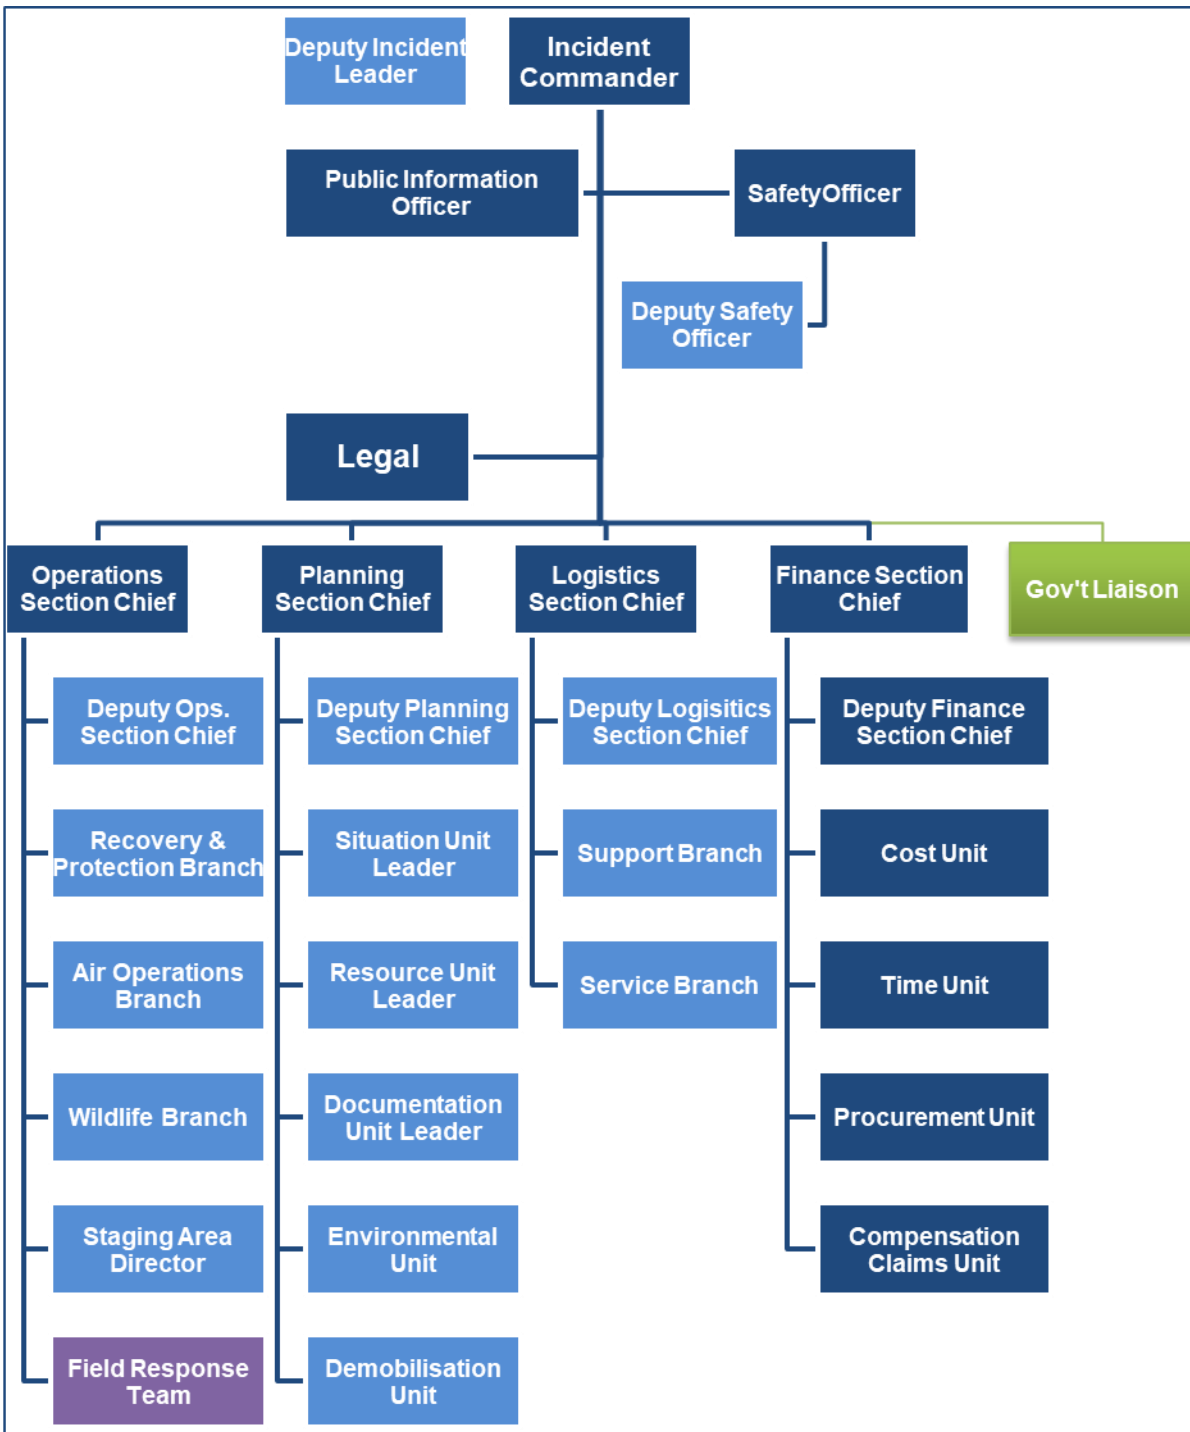 Deputy Incident
Leader
Incident
Commander
Public Information
Officer
SafetyOfficer
Deputy Safety
Officer
Legal
Operations
Section Chief
Planning
Section Chief
Logistics
Section Chief
Finance Section
Chief
Gov't Liaison
Deputy Ops.
Section Chief
Recovery &
Protection Branch
Air Operations
Branch
Wildlife Branch
Staging Area
Director
Field Response
Team
Deputy Planning
Section Chief
Situation Unit
Leader
Resource Unit
Leader
Documentation
Unit Leader
Environmental
Unit
Demobilisation
Unit
Deputy Logisitics
Section Chief
Support Branch
Service Branch
Deputy Finance
Section Chief
Cost Unit
Time Unit
Procurement Unit
Compensation
Claims Unit